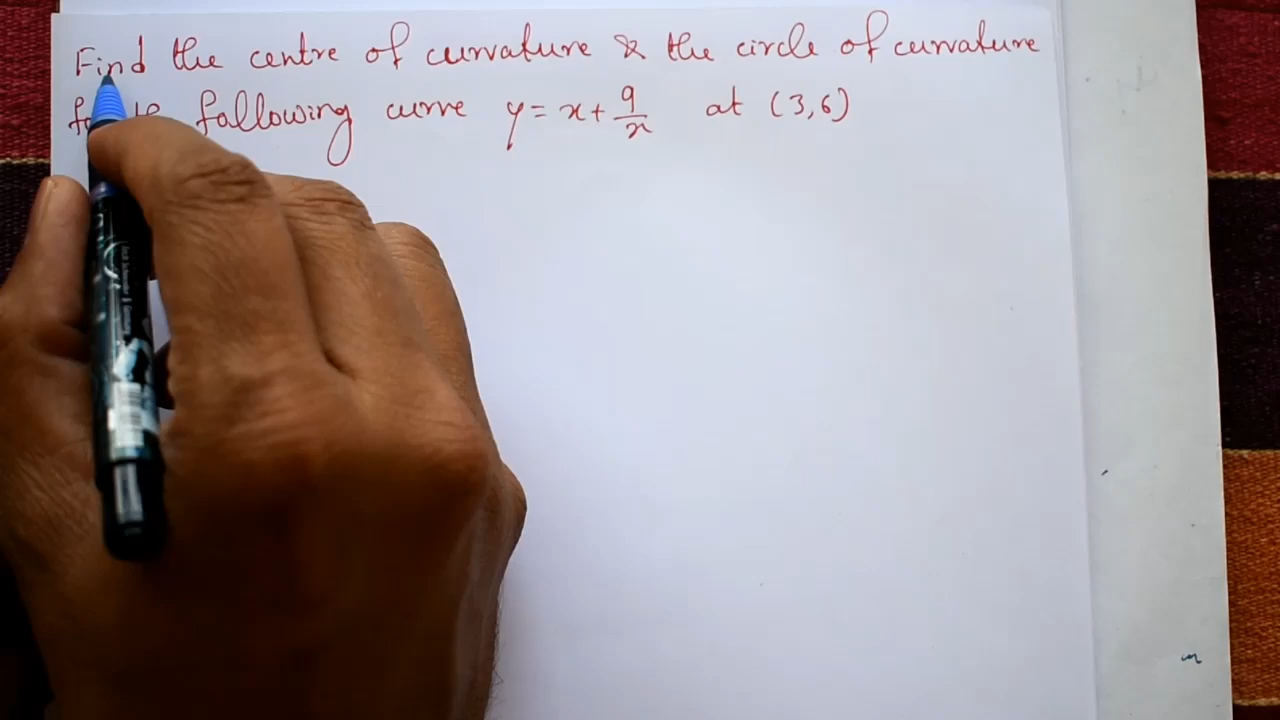 Find the centre of curvature & the circle of curvature
following curve y = x + 9/x at (3,6)